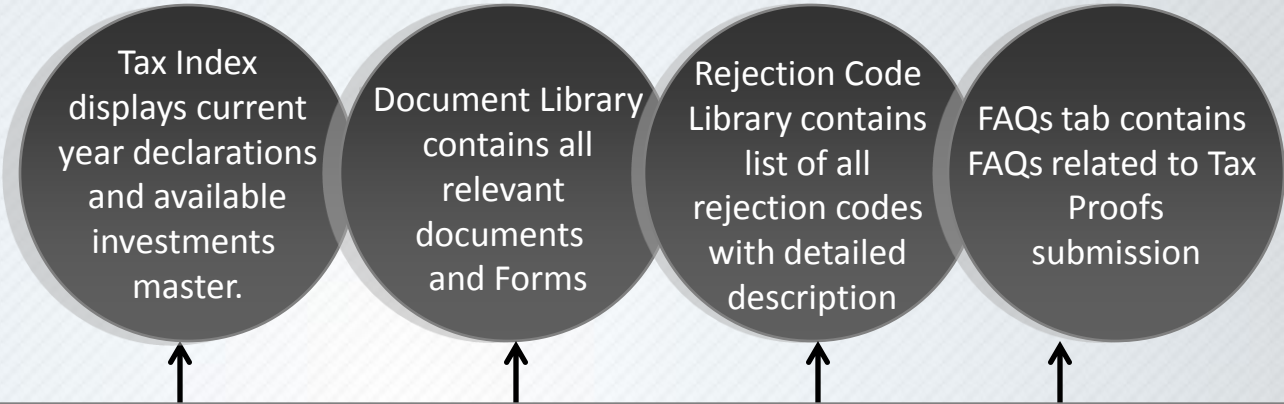 Tax Index
displays current
year declarations
and available
investments
master.
Document Library
contains all
relevant
documents
and Forms
Rejection Code
Library contains
list of all
rejection codes
with detailed
description
FAQs tab contains
FAQs related to Tax
Proofs
submission